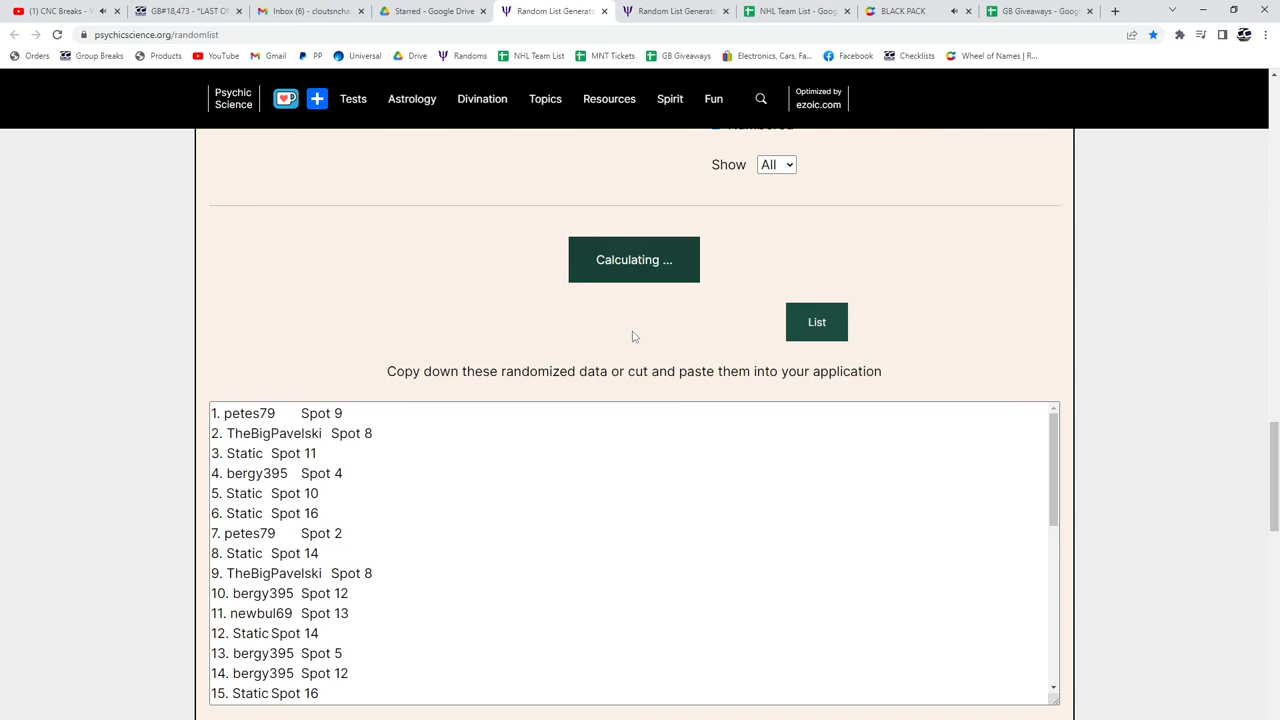 (1) CNC Breaks - Y
GB#18,473 - "LAST ON
Inbox (6) - cloutsncha
Starred - Google Drive
Random List Generato
Random List Generato
NHL Team List - Goog
BLACK PACK
GB Giveaways - Goog
psychicscience.org/randomlist
Orders
Group Breaks
Products
YouTube
Gmail
PP
Universal
Drive
Randoms
NHL Team List
MNT Tickets
GB Giveaways
Electronics, Cars, Fa...
Facebook
Checklists
Wheel of Names | R...
Psychic
Science
Tests
Astrology
Divination
Topics
Resources
Spirit
Fun
Optimized by
ezoic.com
Numbered
Show All
Calculating ...
List
Copy down these randomized data or cut and paste them into your application
1. petes79 Spot 9
2. TheBigPavelski Spot 8
3. Static Spot 11
4. bergy395 Spot 4
5. Static Spot 10
6. Static Spot 16
7. petes79 Spot 2
8. Static Spot 14
9. TheBigPavelski Spot 8
10. bergy395 Spot 12
11. newbul69 Spot 13
12. Static Spot 14
13. bergy395 Spot 5
14. bergy395 Spot 12
15. Static Spot 16